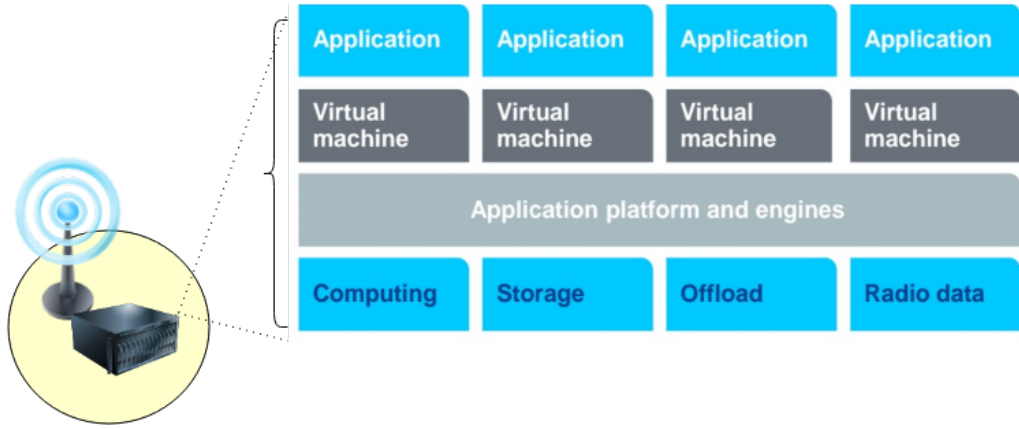 Application Application Application Application
Virtual machine Virtual machine Virtual machine Virtual machine
Application platform and engines
Computing Storage Offload Radio data